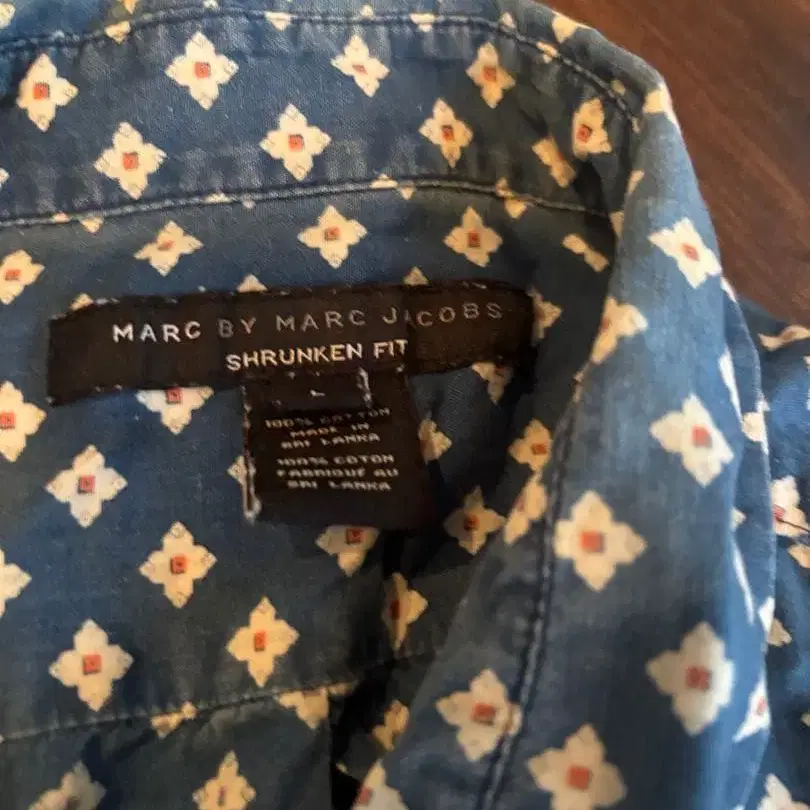 MARC BY MARC JACOBS
SHRUNKEN FIT
L
100% COTTON
MADE IN
SRI LANKA
100% COTON
FABRIQUÉ AU
SRI LANKA